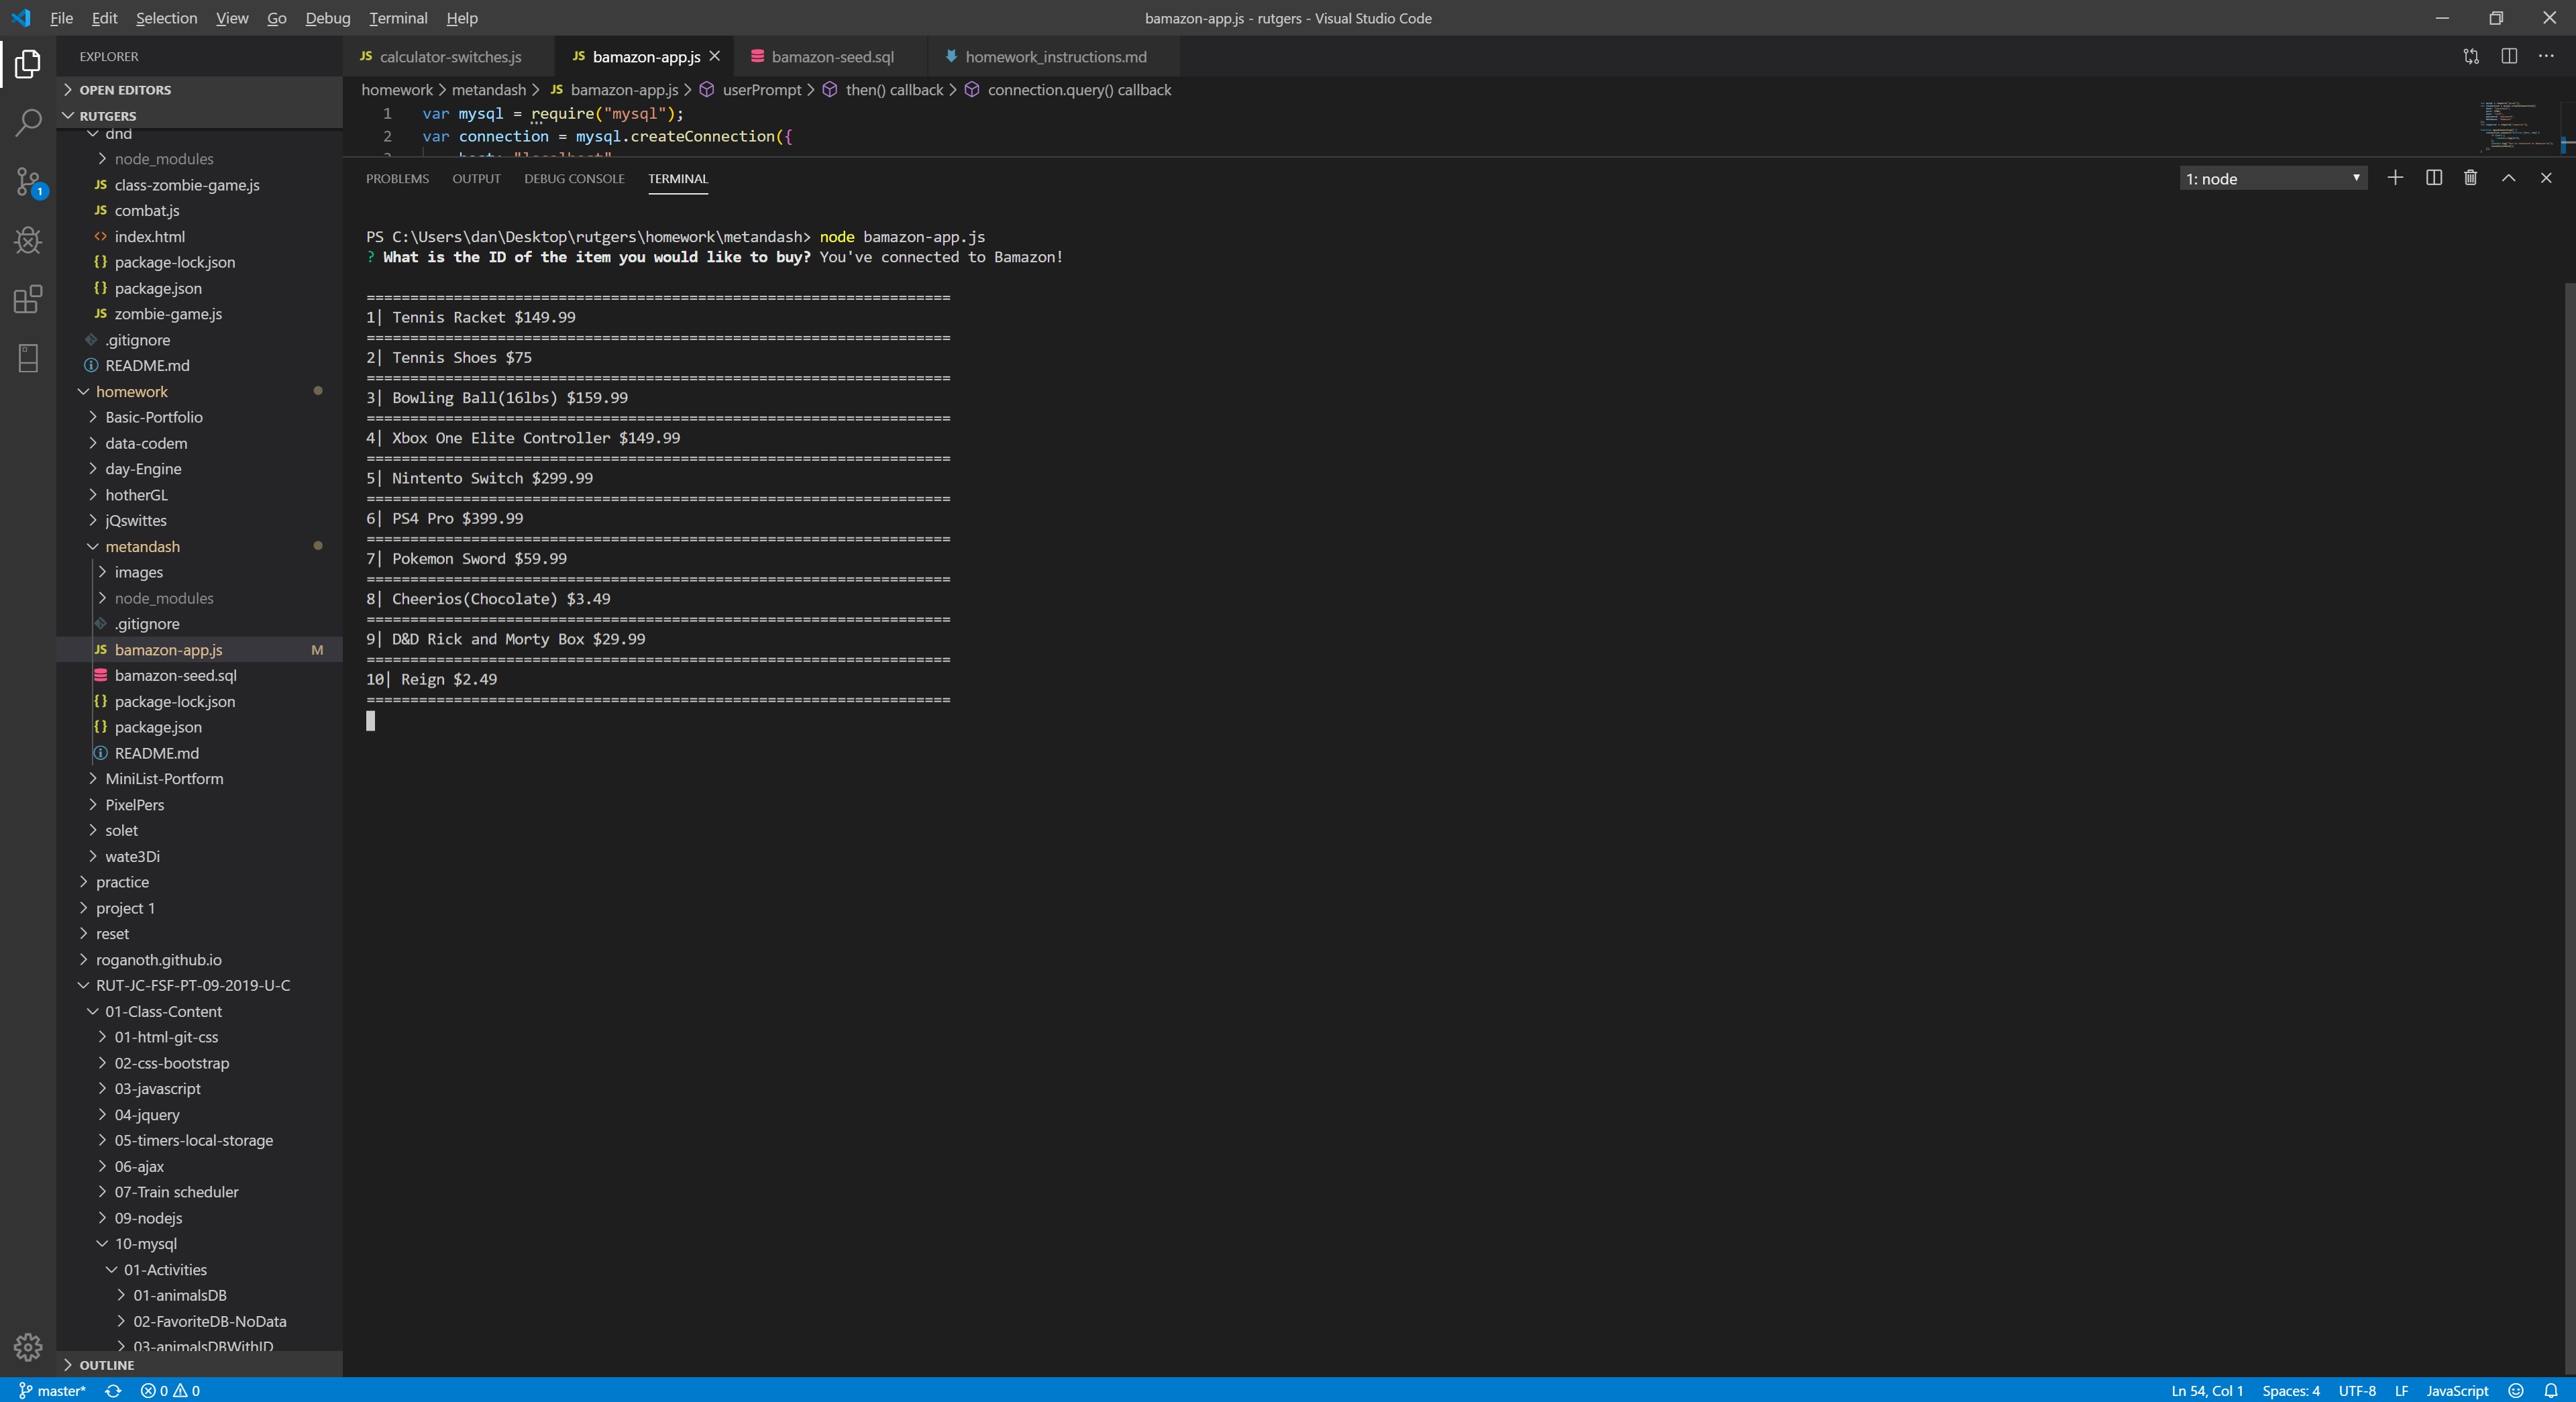 File Edit Selection View Go Debug Terminal Help
bamazon-app.js - rutgers - Visual Studio Code
EXPLORER
OPEN EDITORS
RUTGERS
dnd
node_modules
JS class-zombie-game.js
JS combat.js
<> index.html
{} package-lock.json
{} package.json
JS zombie-game.js
.gitignore
README.md
homework
Basic-Portfolio
data-codem
day-Engine
hotherGL
jQswittes
metandash
images
node_modules
.gitignore
JS bamazon-app.js M
bamazon-seed.sql
{} package-lock.json
{} package.json
README.md
MiniList-Portform
PixelPers
solet
wate3Di
practice
project 1
reset
roganoth.github.io
RUT-JC-FSF-PT-09-2019-U-C
01-Class-Content
01-html-git-css
02-css-bootstrap
03-javascript
04-jquery
05-timers-local-storage
06-ajax
07-Train scheduler
09-nodejs
10-mysql
01-Activities
01-animalsDB
02-FavoriteDB-NoData
03-animalsDBWithID
OUTLINE
1
JS calculator-switches.js
JS bamazon-app.js
bamazon-seed.sql
homework_instructions.md
homework > metandash > JS bamazon-app.js > userPrompt > then() callback > connection.query() callback
1 var mysql = require("mysql");
2 var connection = mysql.createConnection({
3 host: "localhost",
PROBLEMS OUTPUT DEBUG CONSOLE TERMINAL
1: node
PS C:\Users\dan\Desktop\rutgers\homework\metandash> node bamazon-app.js
? What is the ID of the item you would like to buy? You've connected to Bamazon!
===================================================================
1| Tennis Racket $149.99
===================================================================
2| Tennis Shoes $75
===================================================================
3| Bowling Ball(16lbs) $159.99
===================================================================
4| Xbox One Elite Controller $149.99
===================================================================
5| Nintento Switch $299.99
===================================================================
6| PS4 Pro $399.99
===================================================================
7| Pokemon Sword $59.99
===================================================================
8| Cheerios(Chocolate) $3.49
===================================================================
9| D&D Rick and Morty Box $29.99
===================================================================
10| Reign $2.49
===================================================================
master* 0 0
Ln 54, Col 1 Spaces: 4 UTF-8 LF JavaScript